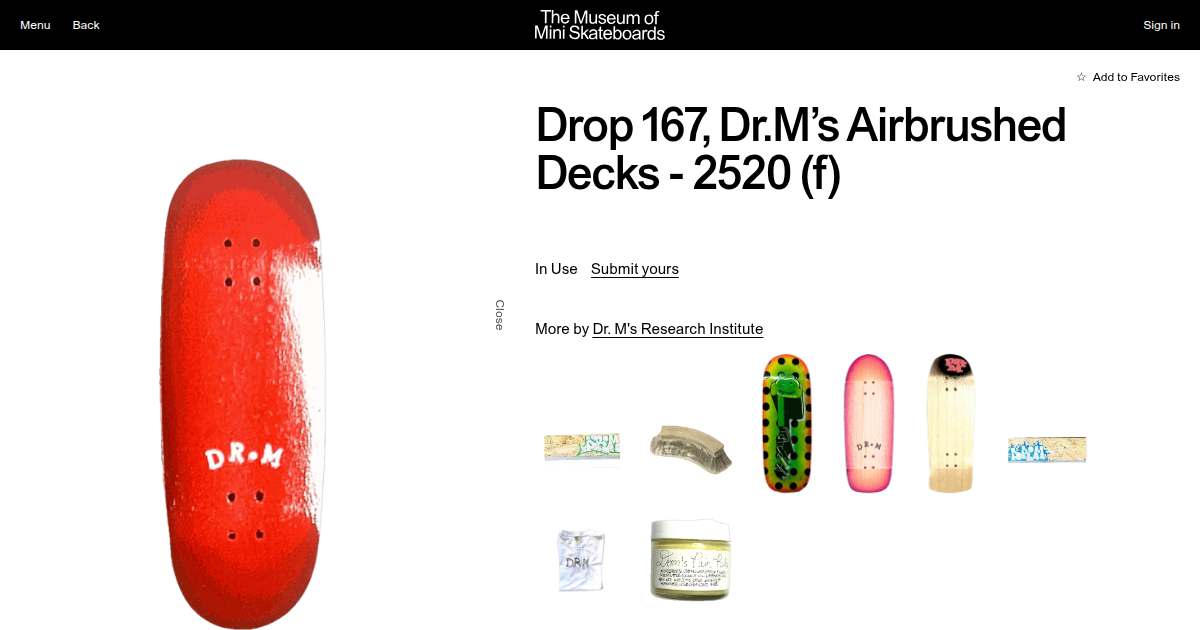 Menu
Back
The Museum of
Mini Skateboards
Sign in
☆ Add to Favorites
Drop 167, Dr.M’s Airbrushed
Decks - 2520 (f)
In Use
Submit yours
Close
More by Dr. M's Research Institute
DR•M
DR•M
DRM